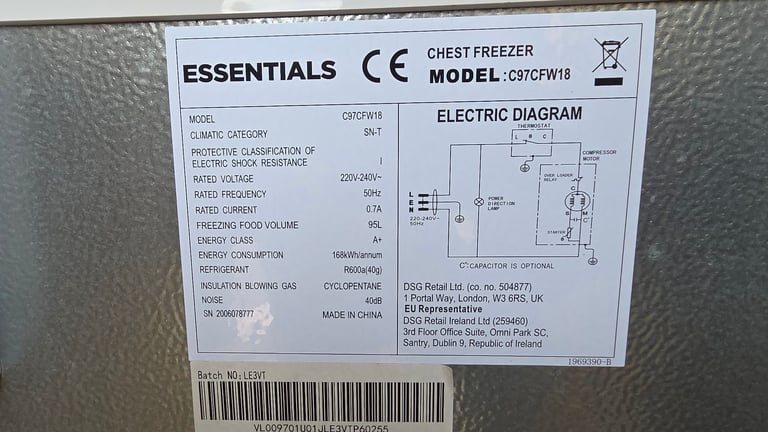 ESSENTIALS CE
CHEST FREEZER
MODEL:C97CFW18
MODEL C97CFW18
CLIMATIC CATEGORY SN-T
PROTECTIVE CLASSIFICATION OF
ELECTRIC SHOCK RESISTANCE I
RATED VOLTAGE 220V-240V~
RATED FREQUENCY 50Hz
RATED CURRENT 0.7A
FREEZING FOOD VOLUME 95L
ENERGY CLASS A+
ENERGY CONSUMPTION 168kWh/annum
REFRIGERANT R600a(40g)
INSULATION BLOWING GAS CYCLOPENTANE
NOISE 40dB
SN 2006078777 MADE IN CHINA
ELECTRIC DIAGRAM
THERMOSTAT
L B C
COMPRESSOR
MOTOR
OVER LOADER
RELAY
C
L
E
N
220-240V~
50Hz
POWER
DIRECTION
LAMP
S M
C'
STARTER
C': CAPACITOR IS OPTIONAL
DSG Retail Ltd. (co. no. 504877)
1 Portal Way, London, W3 6RS, UK
EU Representative
DSG Retail Ireland Ltd (259460)
3rd Floor Office Suite, Omni Park SC,
Santry, Dublin 9, Republic of Ireland
1969390-B
Batch NO:LE3VT
VL009701U01JLE3VTP60255